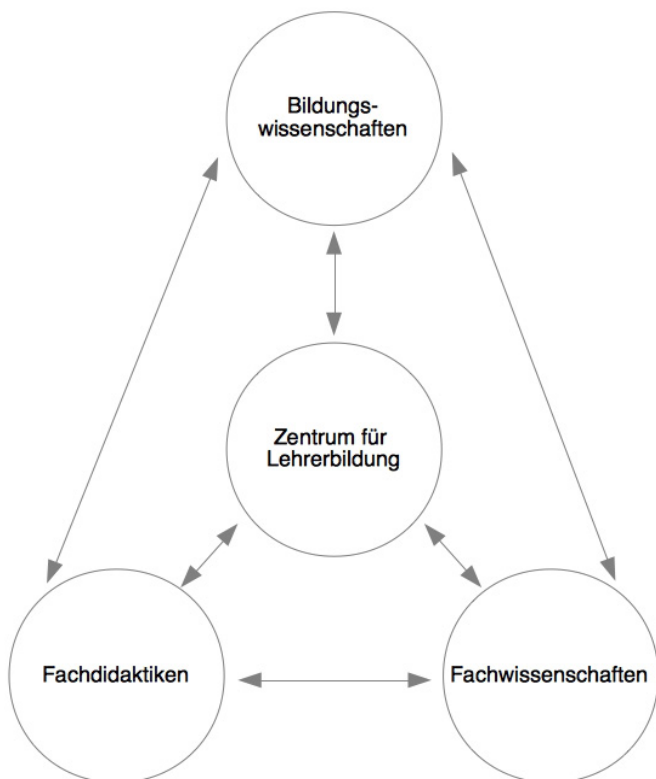 Bildungs-
wissenschaften
Zentrum für
Lehrerbildung
Fachdidaktiken
Fachwissenschaften